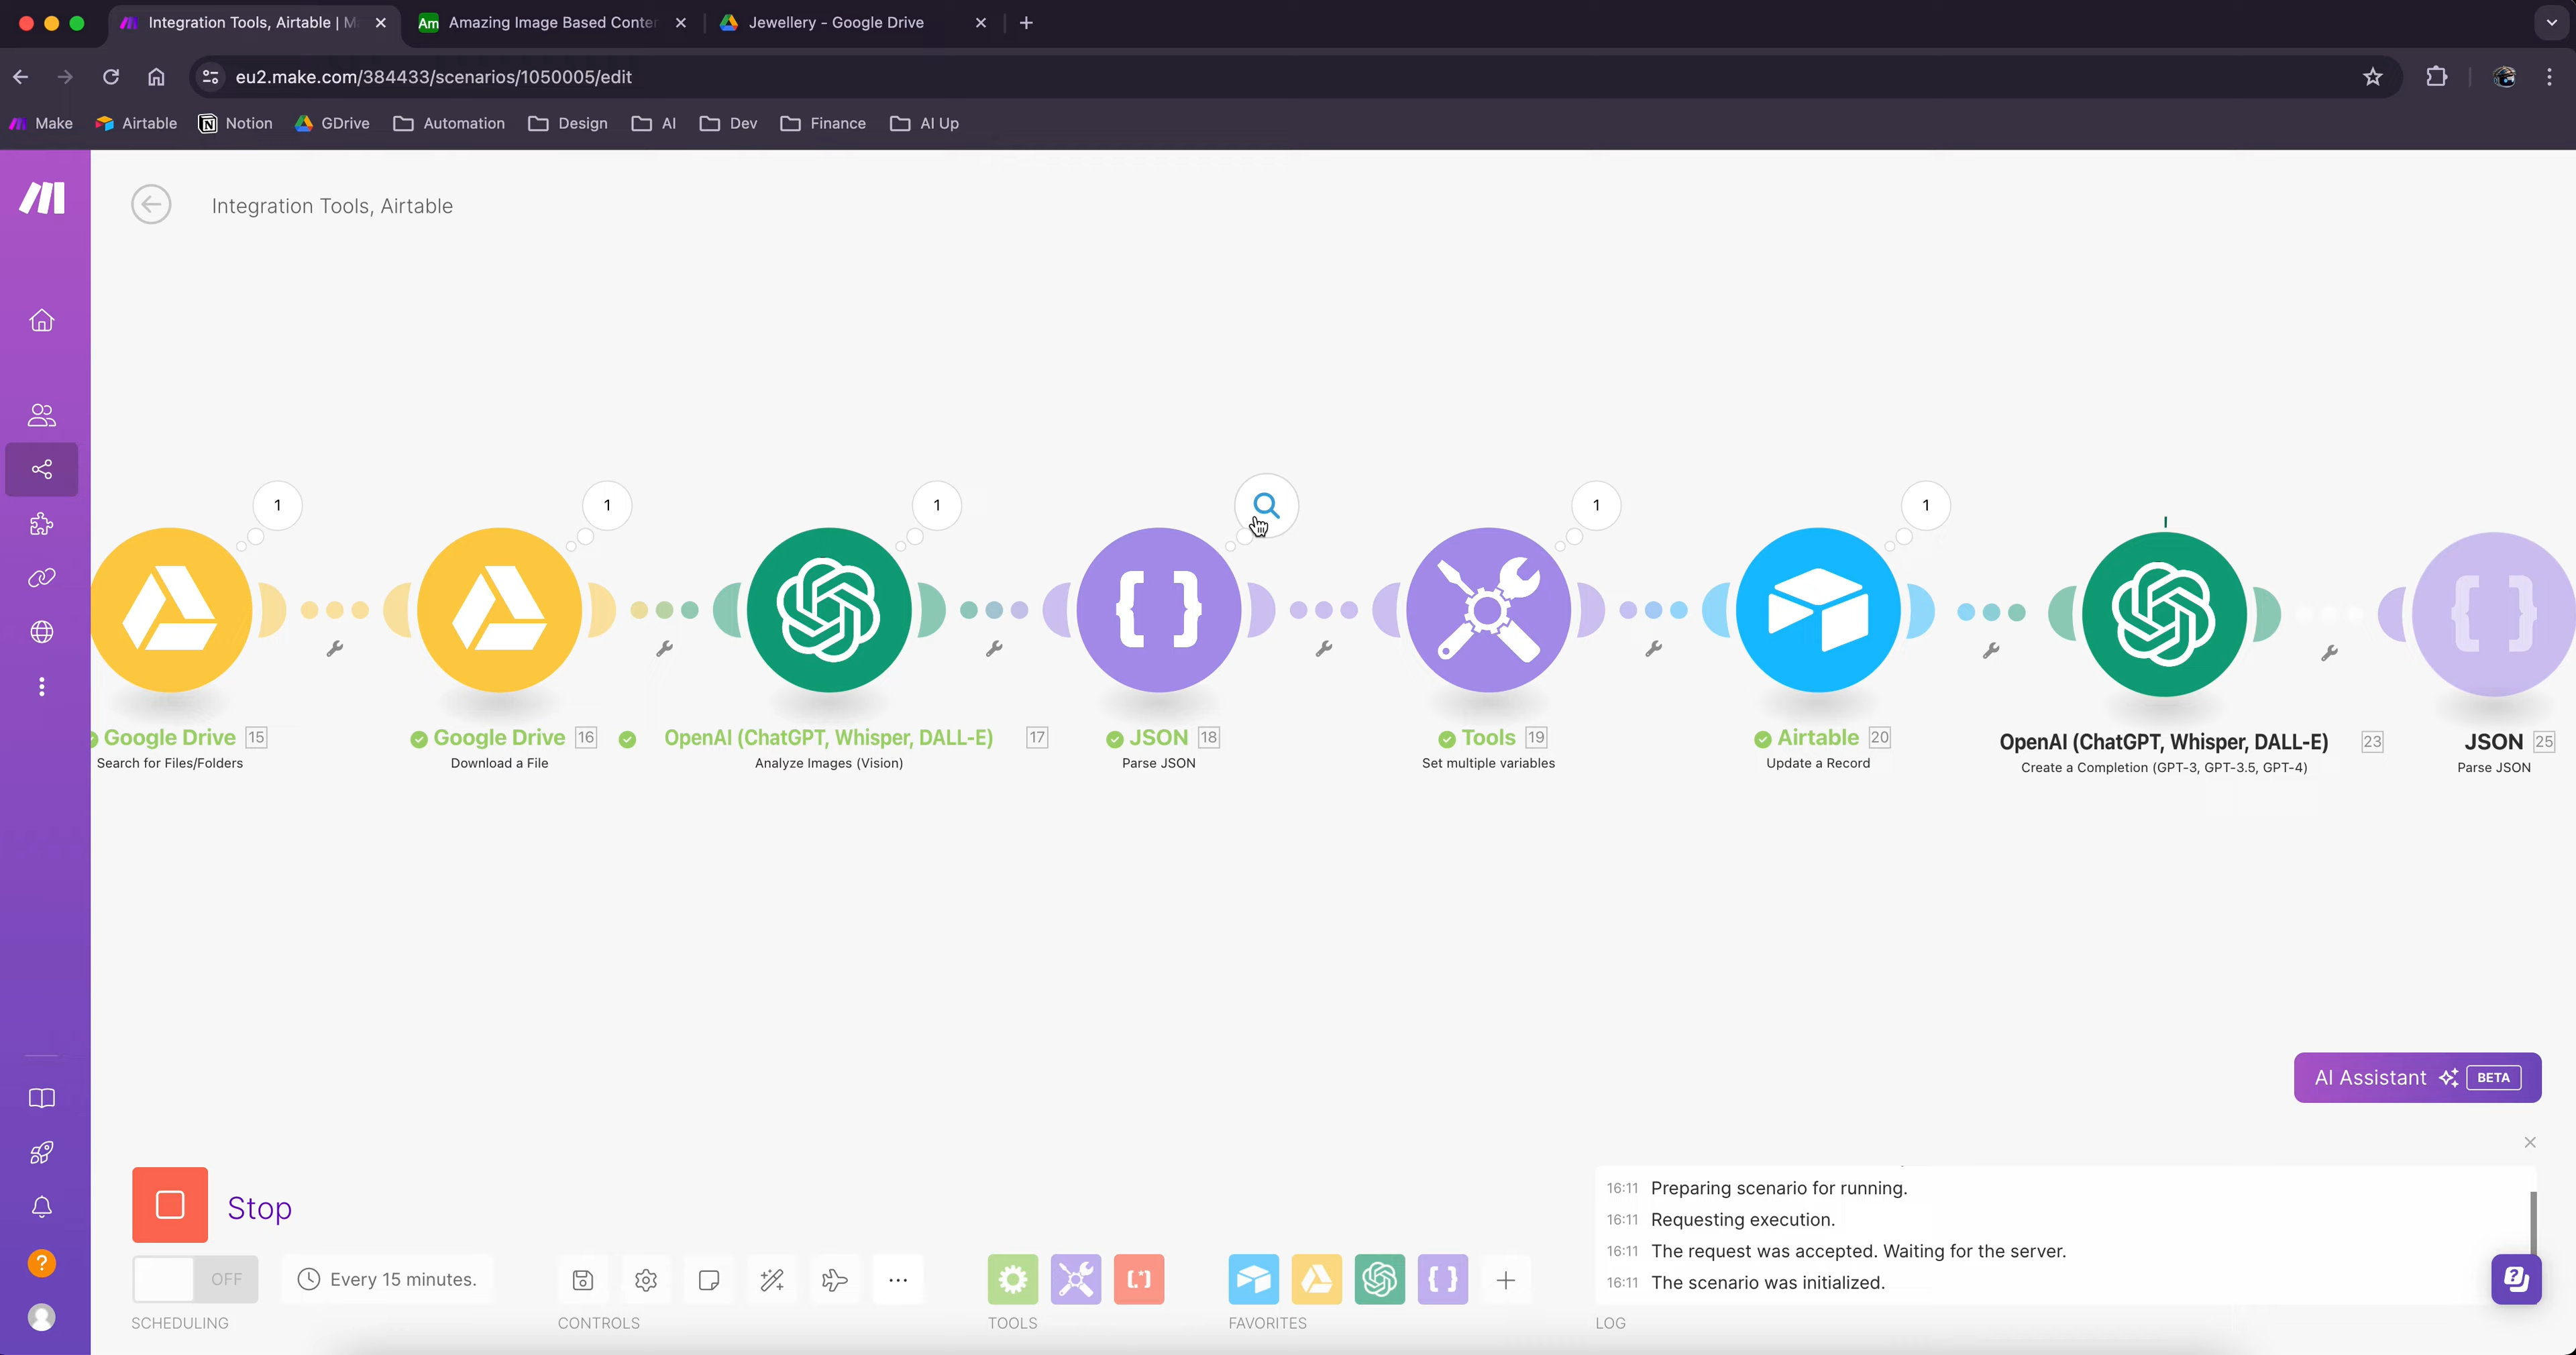 Integration Tools, Airtable | M
Am Amazing Image Based Conter
Jewellery - Google Drive
eu2.make.com/384433/scenarios/1050005/edit
Make Airtable Notion GDrive Automation Design AI Dev Finance AI Up
Integration Tools, Airtable
1 1 1 1 1
Google Drive 15
Search for Files/Folders
Google Drive 16
Download a File
OpenAI (ChatGPT, Whisper, DALL-E) 17
Analyze Images (Vision)
JSON 18
Parse JSON
Tools 19
Set multiple variables
Airtable 20
Update a Record
OpenAI (ChatGPT, Whisper, DALL-E) 23
Create a Completion (GPT-3, GPT-3.5, GPT-4)
JSON 25
Parse JSON
AI Assistant BETA
Stop
16:11 Preparing scenario for running.
16:11 Requesting execution.
16:11 The request was accepted. Waiting for the server.
16:11 The scenario was initialized.
OFF
Every 15 minutes.
SCHEDULING
CONTROLS
TOOLS
FAVORITES
LOG